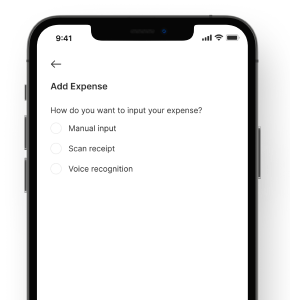 9:41
Add Expense
How do you want to input your expense?
Manual input
Scan receipt
Voice recognition